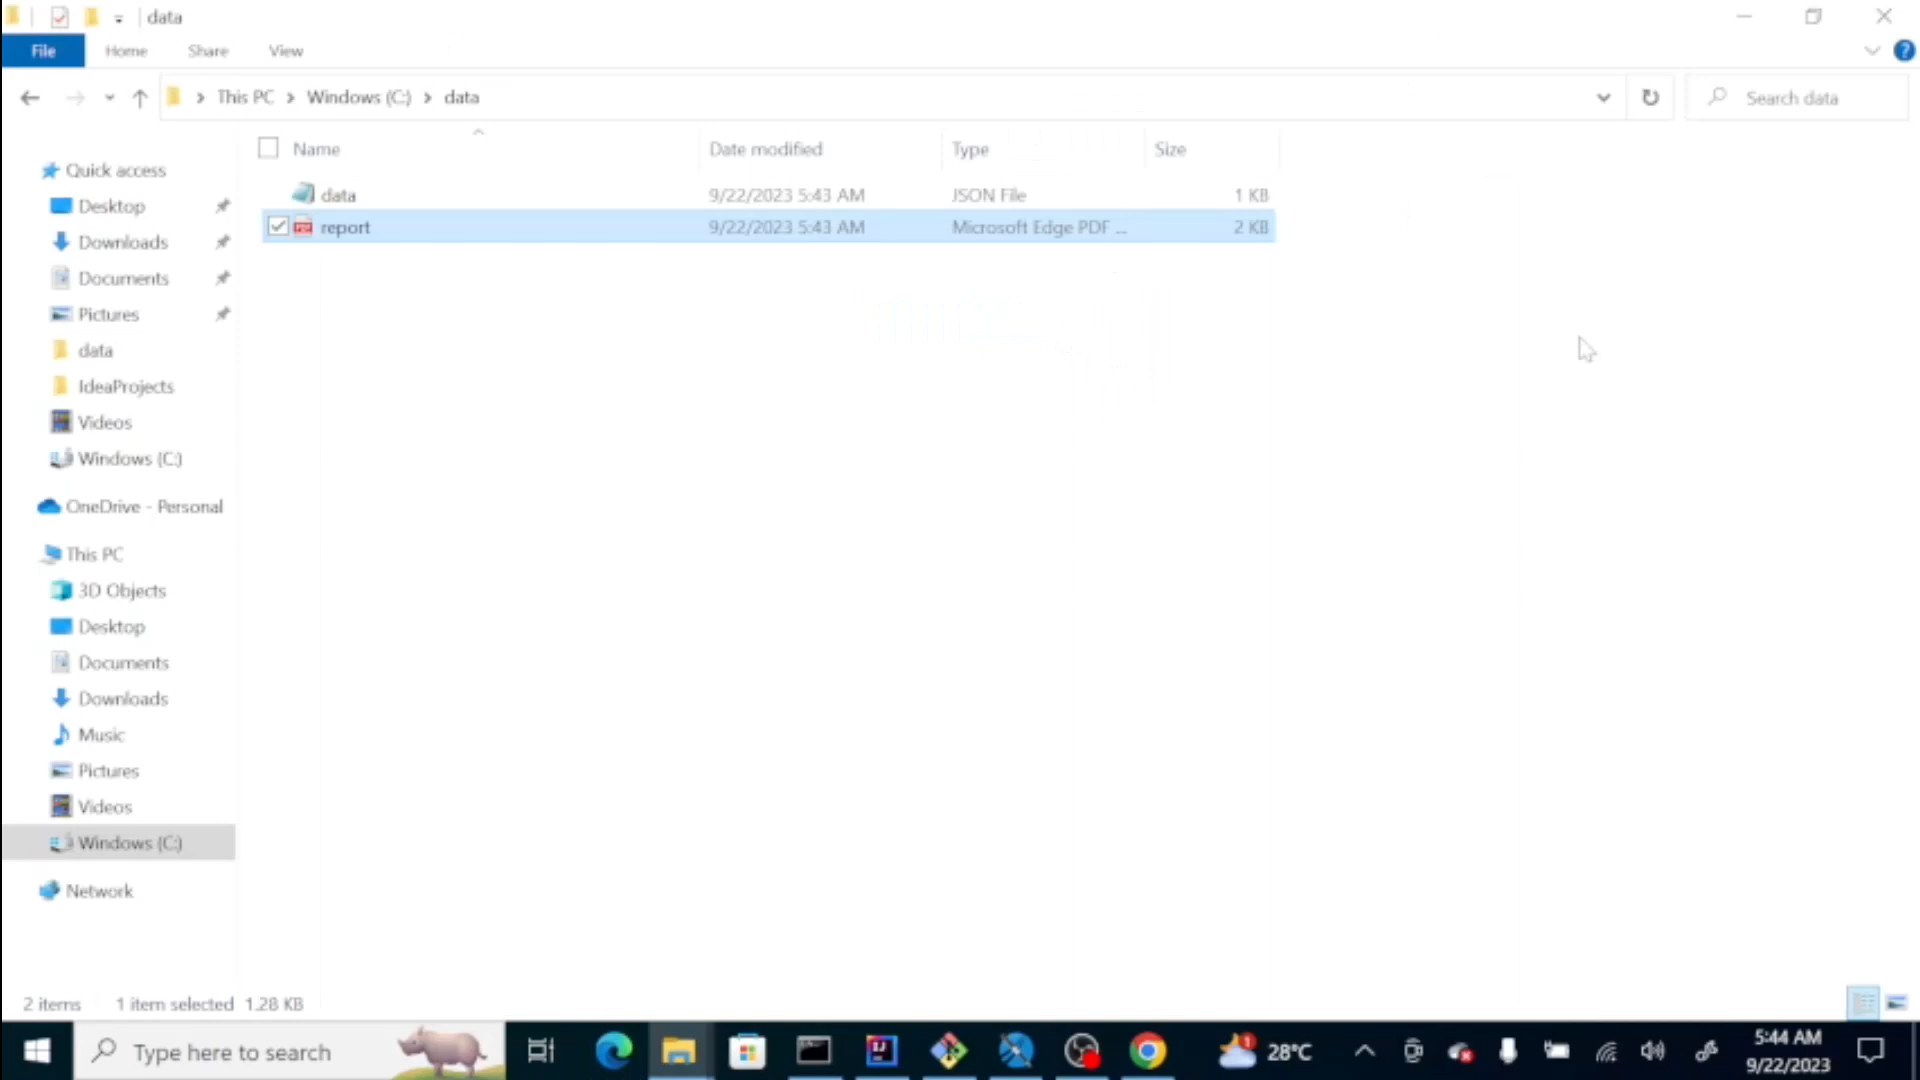 data
File Home Share View
This PC Windows (C:) data
Search data
Name Date modified Type Size
data 9/22/2023 5:43 AM JSON File 1 KB
report 9/22/2023 5:43 AM Microsoft Edge PDF ... 2 KB
Quick access
Desktop
Downloads
Documents
Pictures
data
IdeaProjects
Videos
Windows (C:)
OneDrive - Personal
This PC
3D Objects
Desktop
Documents
Downloads
Music
Pictures
Videos
Windows (C:)
Network
2 items 1 item selected 1.28 KB
Type here to search
28°C
5:44 AM
9/22/2023